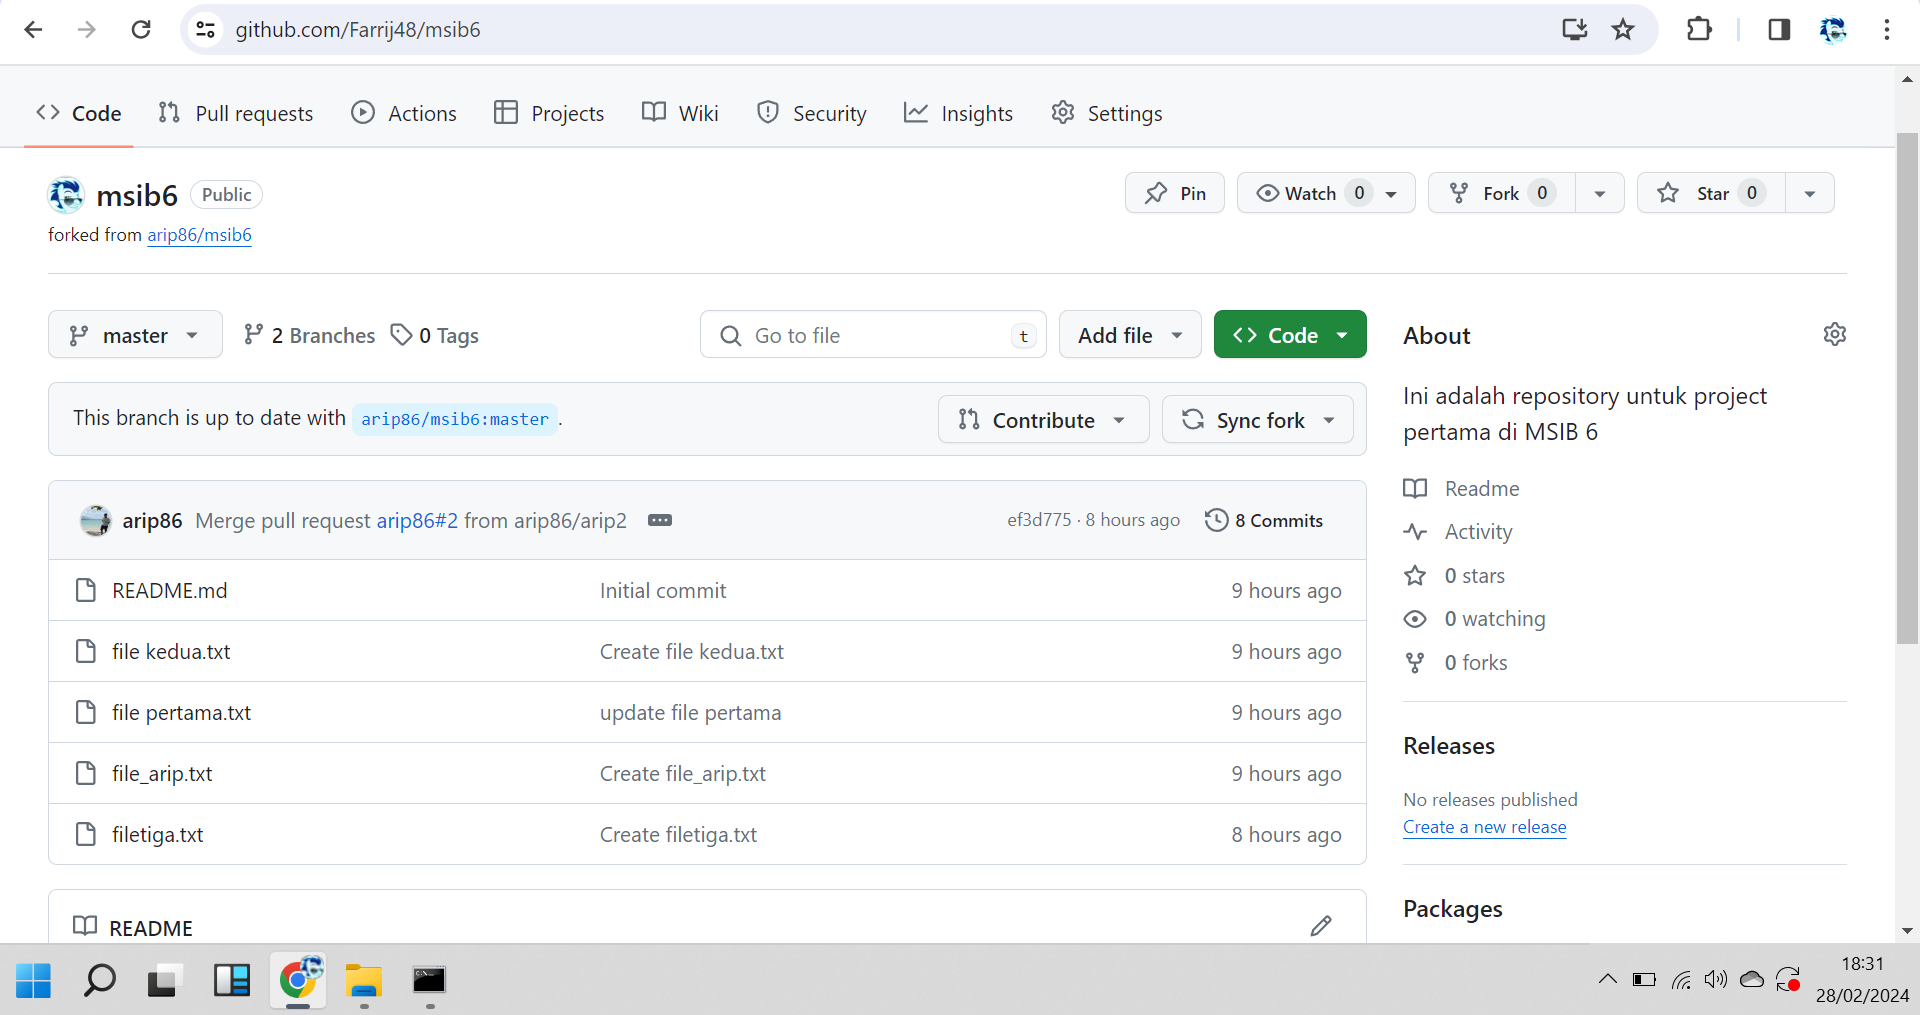 github.com/Farrij48/msib6
Code Pull requests Actions Projects Wiki Security Insights Settings
msib6 Public
Pin Watch 0 Fork 0 Star 0
forked from arip86/msib6
master 2 Branches 0 Tags Go to file t Add file Code
About
Ini adalah repository untuk project
pertama di MSIB 6
This branch is up to date with arip86/msib6:master. Contribute Sync fork
Readme
Activity
0 stars
0 watching
0 forks
arip86 Merge pull request arip86#2 from arip86/arip2 ef3d775 · 8 hours ago 8 Commits
README.md Initial commit 9 hours ago
file kedua.txt Create file kedua.txt 9 hours ago
file pertama.txt update file pertama 9 hours ago
file_arip.txt Create file_arip.txt 9 hours ago
filetiga.txt Create filetiga.txt 8 hours ago
Releases
No releases published
Create a new release
Packages
README
18:31
28/02/2024